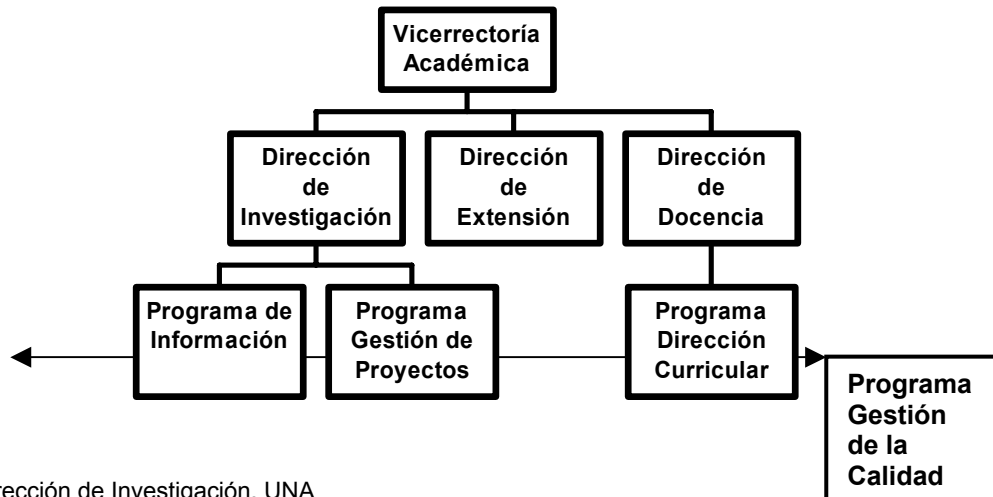 Vicerrectoría
Académica
Dirección
de
Investigación
Dirección
de
Extensión
Dirección
de
Docencia
Programa de
Información
Programa
Gestión de
Proyectos
Programa
Dirección
Curricular
Programa
Gestión
de la
Calidad
de Investigación, UNA